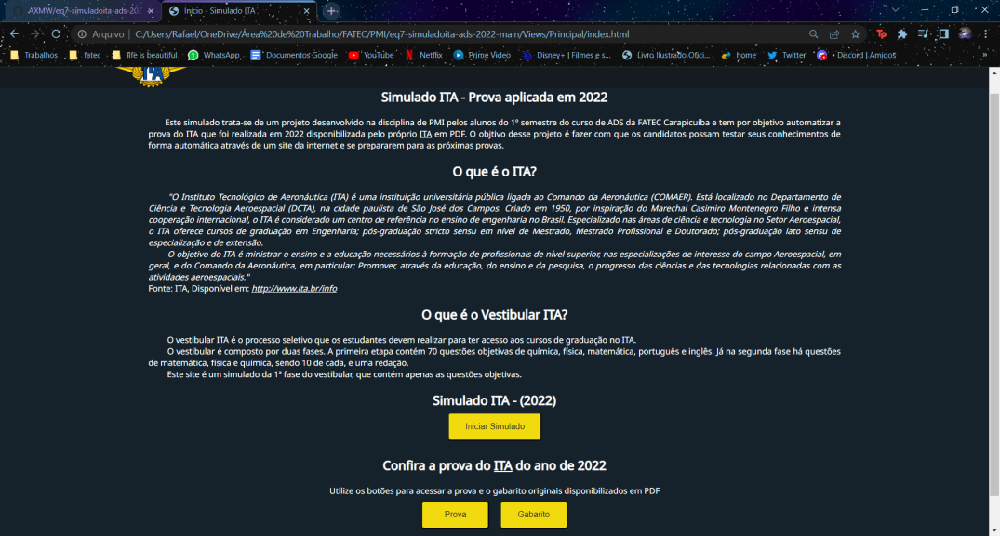 AXMW/eq7-simuladoita-ads-202
Início - Simulado ITA
Arquivo | C:/Users/Rafael/OneDrive/Área%20de%20Trabalho/FATEC/PMI/eq7-simuladoita-ads-2022-main/Views/Principal/index.html
Trabalhos fatec life is beautiful WhatsApp Documentos Google YouTube Netflix Prime Video Disney+ | Filmes e s... Livro Ilustrado Ofici... home Twitter • Discord | Amigos »
ITA
Simulado ITA - Prova aplicada em 2022
Este simulado trata-se de um projeto desenvolvido na disciplina de PMI pelos alunos do 1º semestre do curso de ADS da FATEC Carapicuíba e tem por objetivo automatizar a
prova do ITA que foi realizada em 2022 disponibilizada pelo próprio ITA em PDF. O objtivo desse projeto é fazer com que os candidatos possam testar seus conhecimentos de
forma automática através de um site da internet e se prepararem para as próximas provas.
O que é o ITA?
"O Instituto Tecnológico de Aeronáutica (ITA) é uma instituição universitária pública ligada ao Comando da Aeronáutica (COMAER). Está localizado no Departamento de
Ciência e Tecnologia Aeroespacial (DCTA), na cidade paulista de São José dos Campos. Criado em 1950, por inspiração do Marechal Casimiro Montenegro Filho e intensa
cooperação internacional, o ITA é considerado um centro de referência no ensino de engenharia no Brasil. Especializado nas áreas de ciência e tecnologia no Setor Aeroespacial,
o ITA oferece cursos de graduação em Engenharia; pós-graduação stricto sensu em nível de Mestrado, Mestrado Profissional e Doutorado; pós-graduação lato sensu de
especialização e de extensão.
O objetivo do ITA é ministrar o ensino e a educação necessários à formação de profissionais de nível superior, nas especializações de interesse do campo Aeroespacial, em
geral, e do Comando da Aeronáutica, em particular; Promover, através da educação, do ensino e da pesquisa, o progresso das ciências e das tecnologias relacionadas com as
atividades aeroespaciais."
Fonte: ITA, Disponível em: http://www.ita.br/info
O que é o Vestibular ITA?
O vestibular ITA é o processo seletivo que os estudantes devem realizar para ter acesso aos cursos de graduação no ITA.
O vestibular é composto por duas fases. A primeira etapa contém 70 questões objetivas de química, física, matemática, português e inglês. Já na segunda fase há questões
de matemática, física e química, sendo 10 de cada, e uma redação.
Este site é um simulado da 1ª fase do vestibular, que contém apenas as questões objetivas.
Simulado ITA - (2022)
Iniciar Simulado
Confira a prova do ITA do ano de 2022
Utilize os botões para acessar a prova e o gabarito originais disponibilizados em PDF
Prova Gabarito